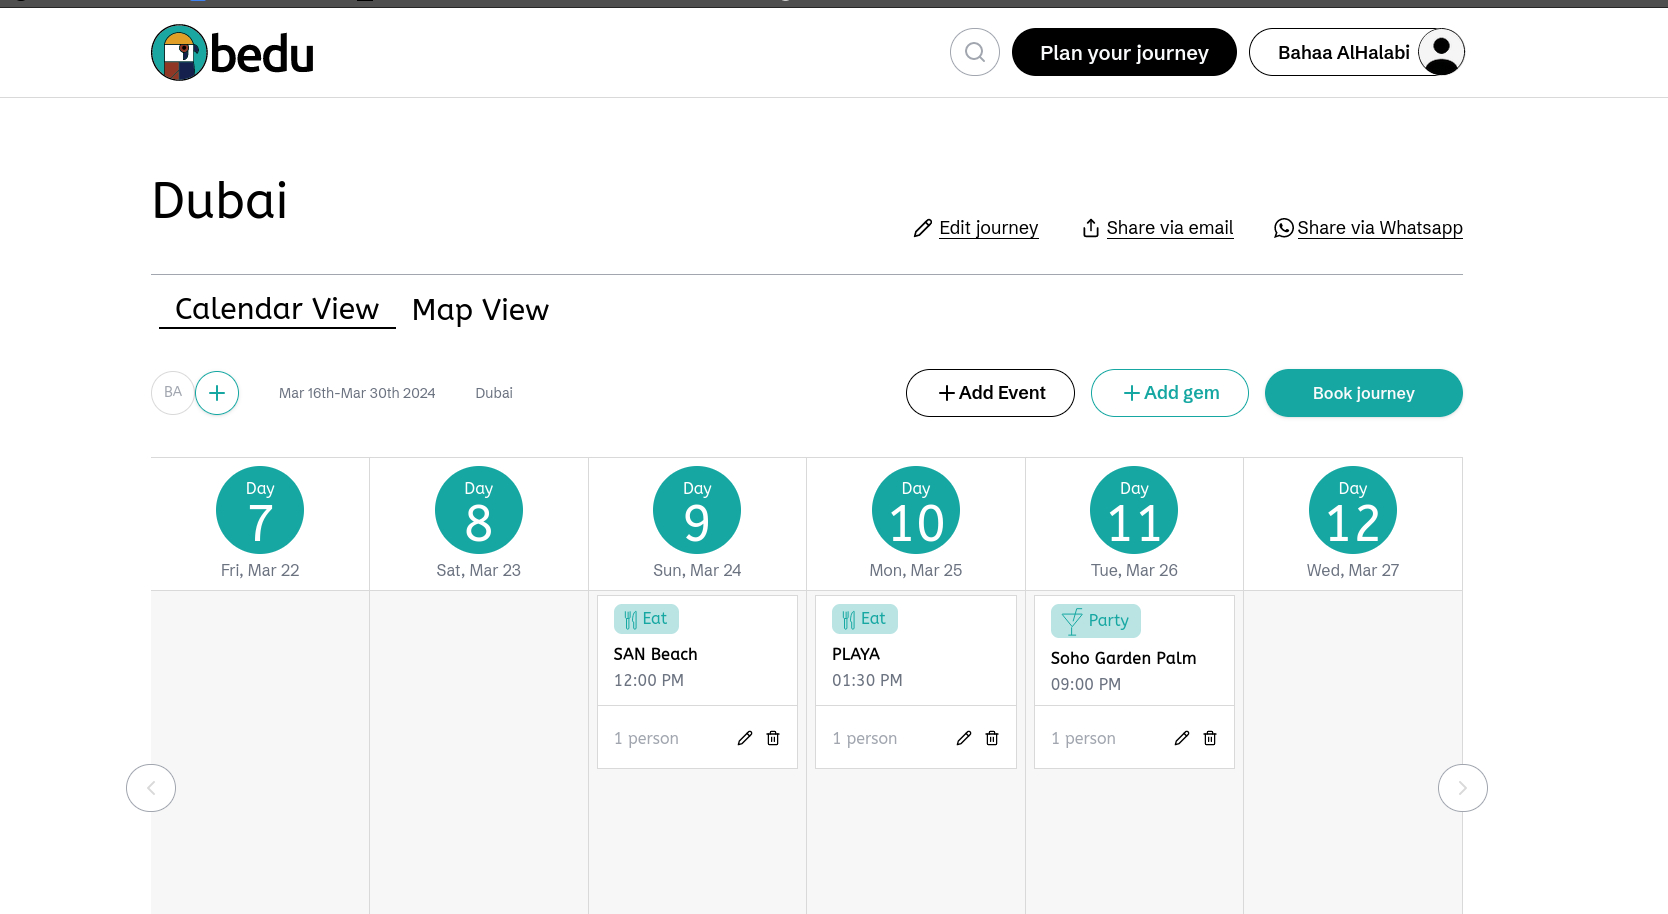 bedu
Plan your journey
Bahaa AlHalabi
Dubai
Edit journey
Share via email
Share via Whatsapp
Calendar View
Map View
BA
Mar 16th-Mar 30th 2024
Dubai
Add Event
Add gem
Book journey
Day
7
Fri, Mar 22
Day
8
Sat, Mar 23
Day
9
Sun, Mar 24
Day
10
Mon, Mar 25
Day
11
Tue, Mar 26
Day
12
Wed, Mar 27
Eat
SAN Beach
12:00 PM
1 person
Eat
PLAYA
01:30 PM
1 person
Party
Soho Garden Palm
09:00 PM
1 person